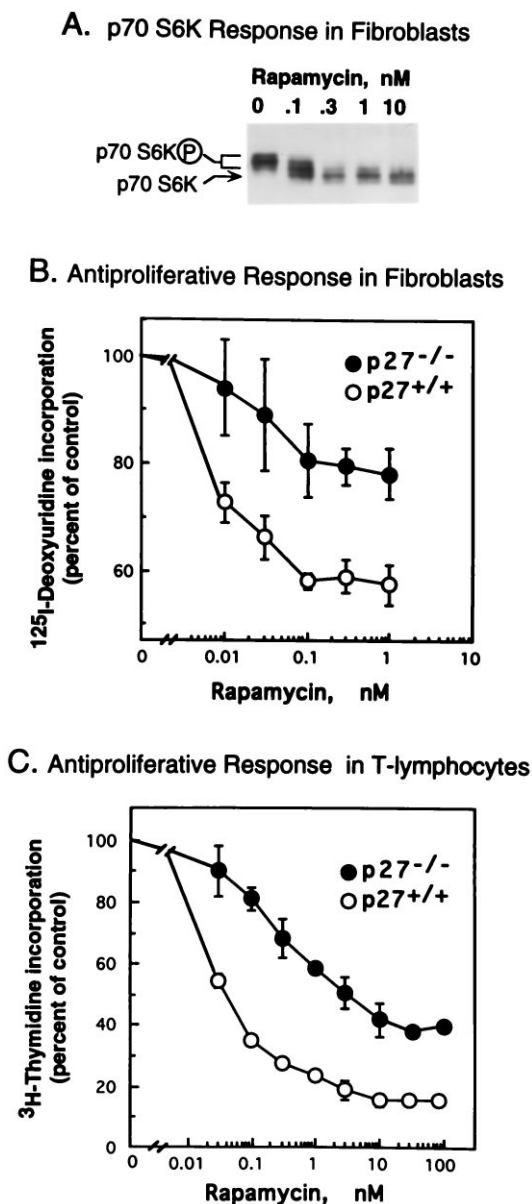 A. p70 S6K Response in Fibroblasts
Rapamycin, nM
0 .1 .3 1 10
p70 S6K Ⓟ
p70 S6K
B. Antiproliferative Response in Fibroblasts
¹²⁵I-Deoxyuridine incorporation
(percent of control)
100
80
60
p27⁻/⁻
p27⁺/⁺
0 0.01 0.1 1 10
Rapamycin, nM
C. Antiproliferative Response in T-lymphocytes
³H-Thymidine incorporation
(percent of control)
100
80
60
40
20
0
p27⁻/⁻
p27⁺/⁺
0 0.01 0.1 1 10 100
Rapamycin, nM